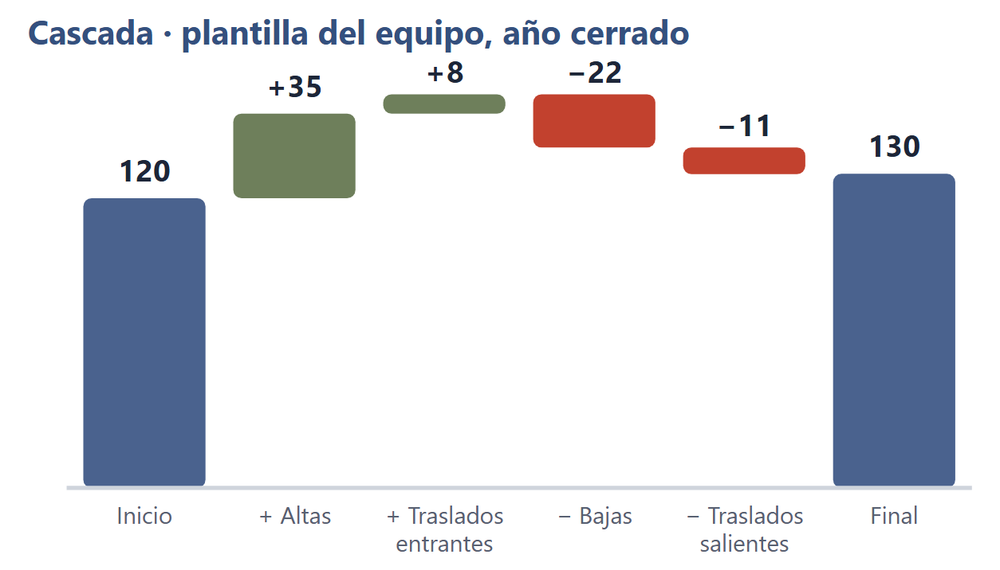 Cascada · plantilla del equipo, año cerrado
120
+35
+8
−22
−11
130
Inicio
+ Altas
+ Traslados
entrantes
− Bajas
− Traslados
salientes
Final